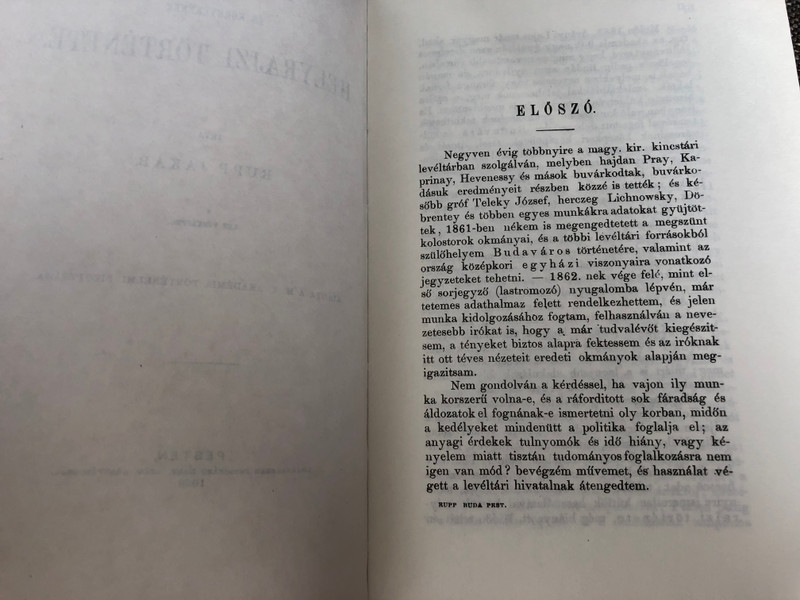 ELŐSZÓ.
Negyven évig többnyire a magy. kir. kincstári
levéltárban szolgálván, melyben hajdan Pray, Ka-
prinay, Hevenessy és mások buvárkodtak, buvárko-
dásuk eredményeit részben közzé is tették; és ké-
sőbb gróf Teleky József, herczeg Lichnowsky, Dö-
brentey és többen egyes munkákra adatokat gyüjtöt-
tek, 1861-ben nékem is megengedtetett a megszünt
kolostorok okmányai, és a többi levéltári forrásokból
szülőhelyem Budaváros történetére, valamint az
ország középkori egyházi viszonyaira vonatkozó
jegyzeteket tehetni. — 1862. nek vége felé, mint el-
ső sorjegyző (lastromozó) nyugalomba lépvén, már
tetemes adathalmaz felett rendelkezhettem, és jelen
munka kidolgozásához fogtam, felhasználván a neve-
zetesebb irókat is, hogy a már tudvalévőt kiegészit-
sem, a tényeket biztos alapra fektessem és az iróknak
itt ott téves nézeteit eredeti okmányok alapján meg-
igazitsam.
Nem gondolván a kérdéssel, ha vajon ily mun-
ka korszerű volna-e, és a ráforditott sok fáradság és
áldozatok el fognának-e ismertetni oly korban, midőn
a kedélyeket mindenütt a politika foglalja el; az
anyagi érdekek tulnyomók és idő hiány, vagy ké-
nyelem miatt tisztán tudományos foglalkozásra nem
igen van mód? bevégzém művemet, és használat vé-
gett a levéltári hivatalnak átengedtem.
RUPP BUDA PEST.